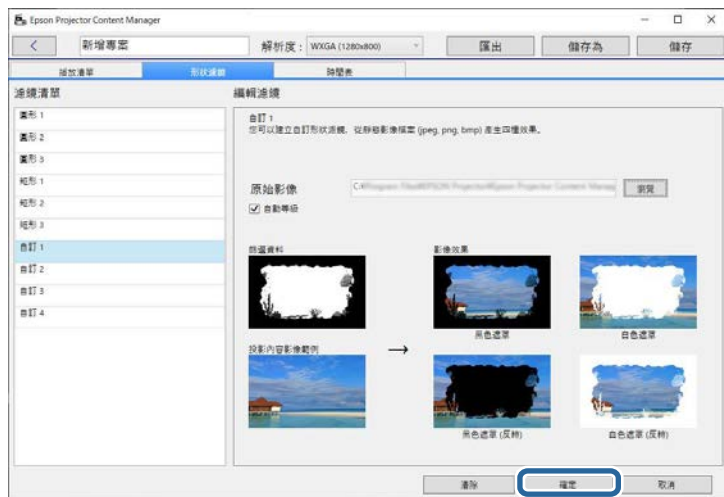 Epson Projector Content Manager
新增專案
解析度：
WXGA (1280x800)
匯出
儲存為
儲存
播放清單
形狀濾鏡
時間表
濾鏡清單
編輯濾鏡
圓形 1
圓形 2
圓形 3
矩形 1
矩形 2
矩形 3
自訂 1
自訂 2
自訂 3
自訂 4
自訂 1
您可以建立自訂形狀濾鏡。從靜態影像檔案 (jpeg, png, bmp) 產生四種效果。
原始影像
瀏覽
自動等級
篩選資料
影像效果
黑色遮罩
白色遮罩
投影內容影像範例
黑色遮罩 (反轉)
白色遮罩 (反轉)
清除
確定
取消